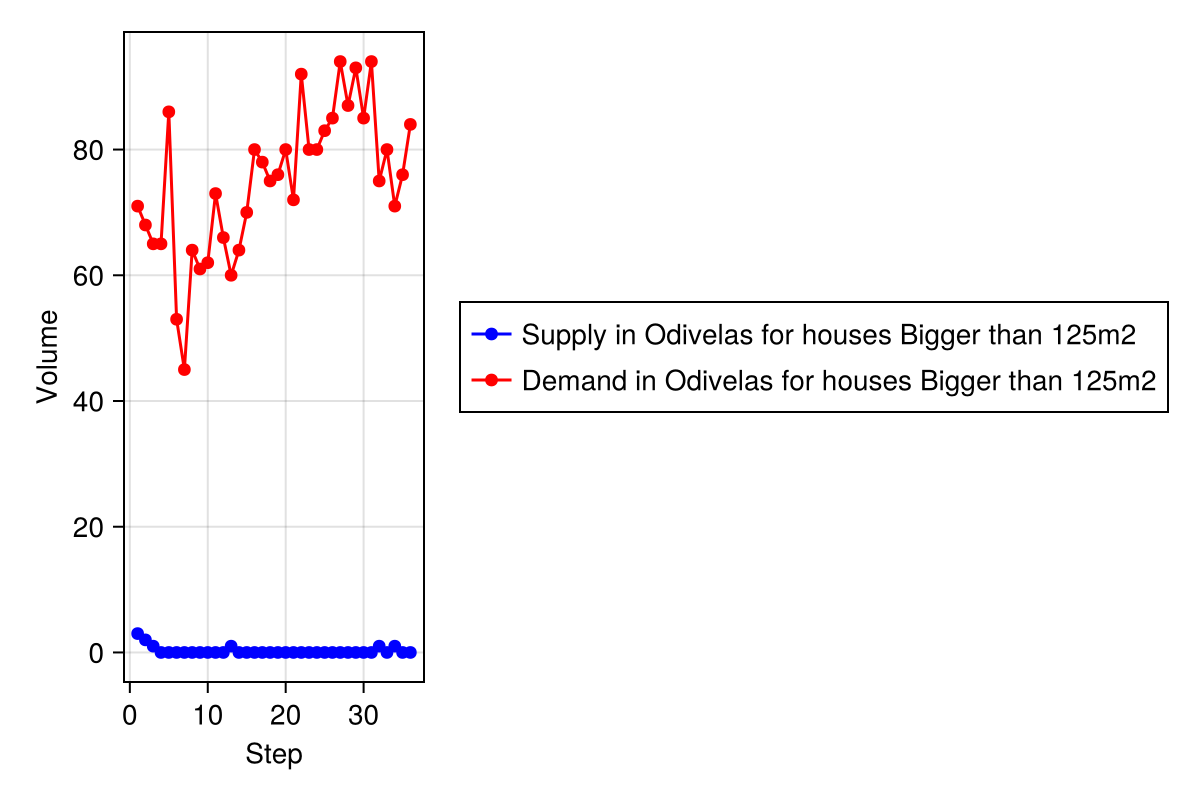 80
60
40
20
0
Volume
0 10 20 30
Step
Supply in Odivelas for houses Bigger than 125m2
Demand in Odivelas for houses Bigger than 125m2